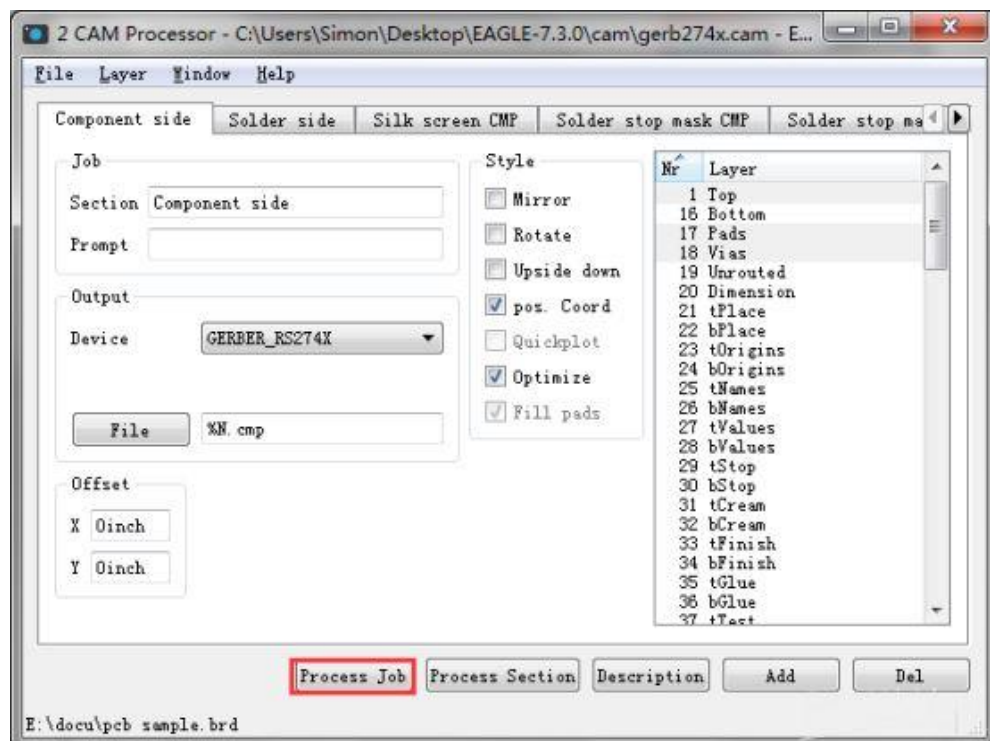 2 CAM Processor - C:\Users\Simon\Desktop\EAGLE-7.3.0\cam\gerb274x.cam - E...
File Layer Window Help
Component side Solder side Silk screen CMP Solder stop mask CMP Solder stop ma
Job
Section Component side
Prompt
Output
Device GERBER_RS274X
File %N.cmp
Offset
X 0inch
Y 0inch
Style
Mirror
Rotate
Upside down
pos. Coord
Quickplot
Optimize
Fill pads
Nr Layer
1 Top
16 Bottom
17 Pads
18 Vias
19 Unrouted
20 Dimension
21 tPlace
22 bPlace
23 tOrigins
24 bOrigins
25 tNames
26 bNames
27 tValues
28 bValues
29 tStop
30 bStop
31 tCream
32 bCream
33 tFinish
34 bFinish
35 tGlue
36 bGlue
37 tTest
Process Job Process Section Description Add Del
E:\docu\pcb sample.brd